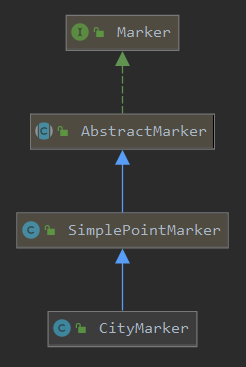 I Marker
C AbstractMarker
C SimplePointMarker
C CityMarker